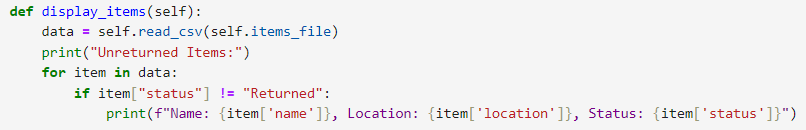 def display_items(self):
    data = self.read_csv(self.items_file)
    print("Unreturned Items:")
    for item in data:
        if item["status"] != "Returned":
            print(f"Name: {item['name']}, Location: {item['location']}, Status: {item['status']}")